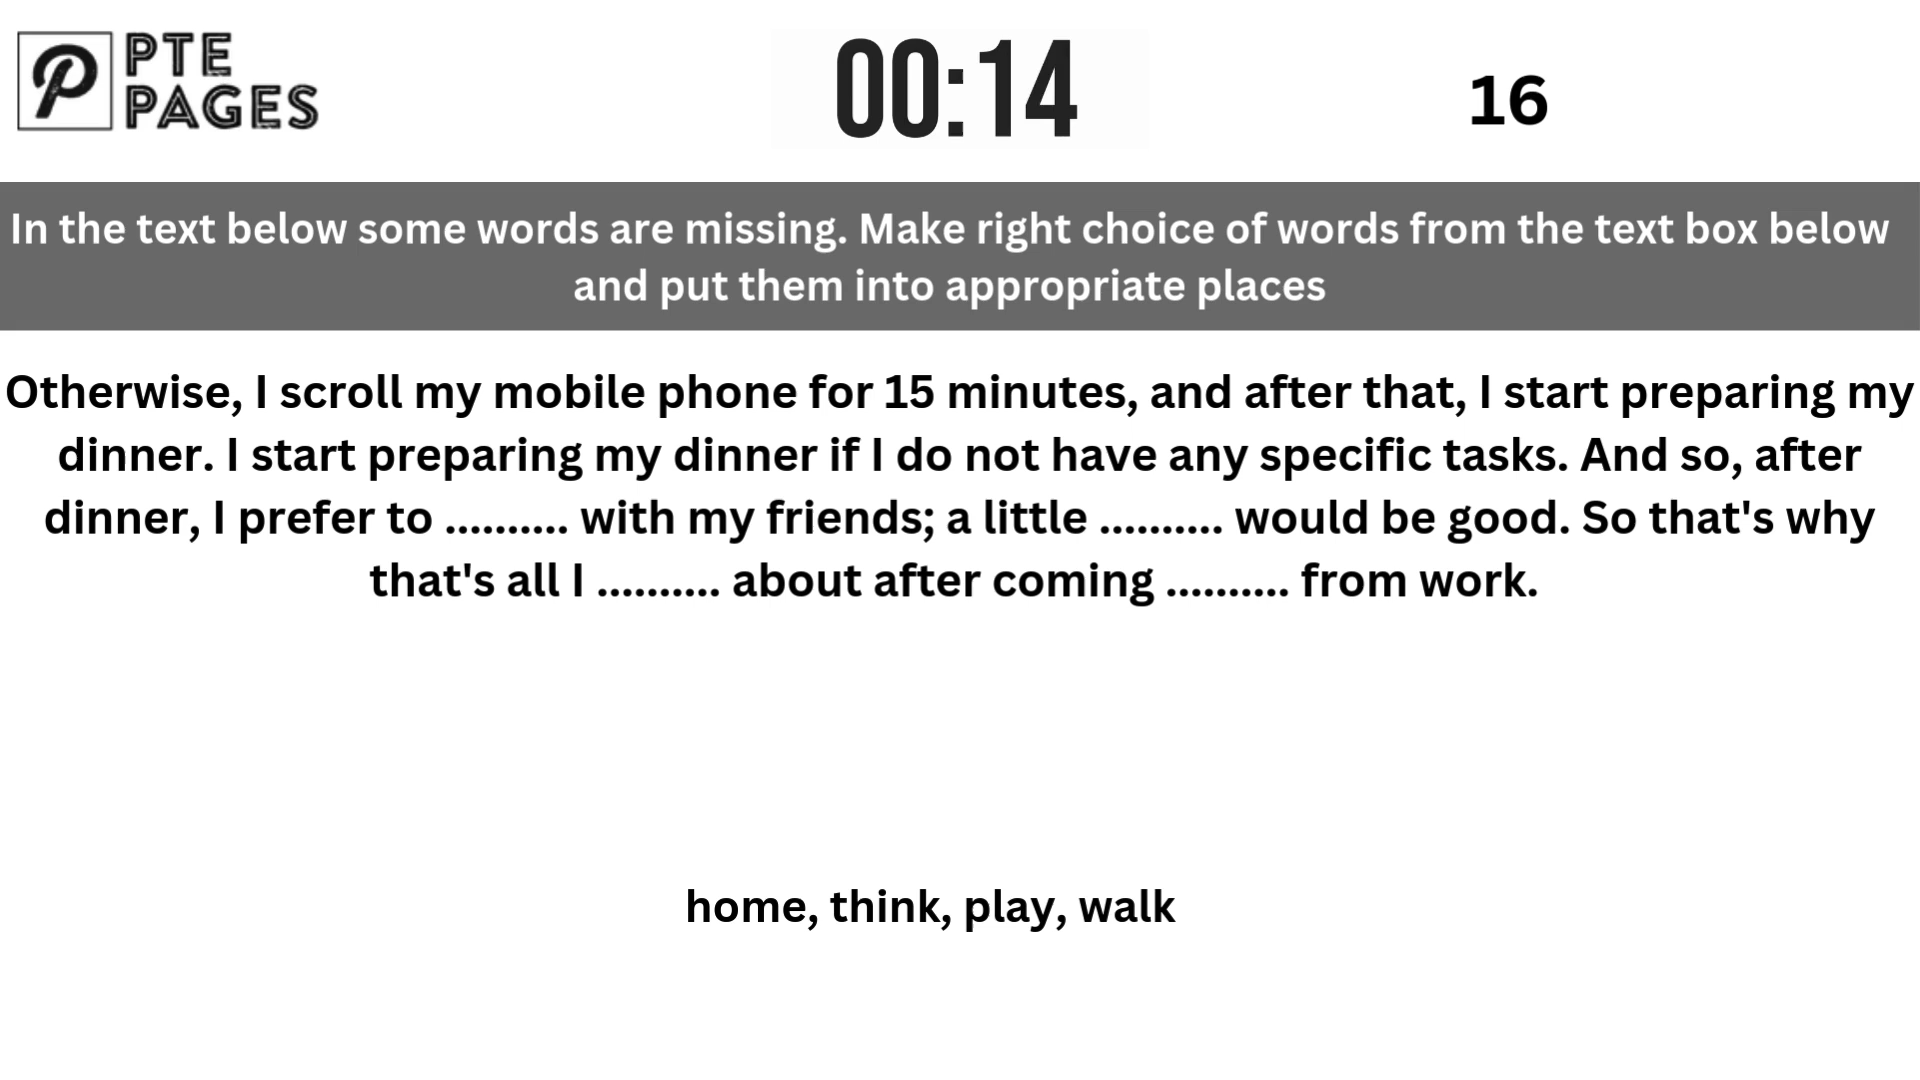 PTE
PAGES
00:14
16
In the text below some words are missing. Make right choice of words from the text box below
and put them into appropriate places
Otherwise, I scroll my mobile phone for 15 minutes, and after that, I start preparing my
dinner. I start preparing my dinner if I do not have any specific tasks. And so, after
dinner, I prefer to .......... with my friends; a little .......... would be good. So that's why
that's all I .......... about after coming .......... from work.
home, think, play, walk